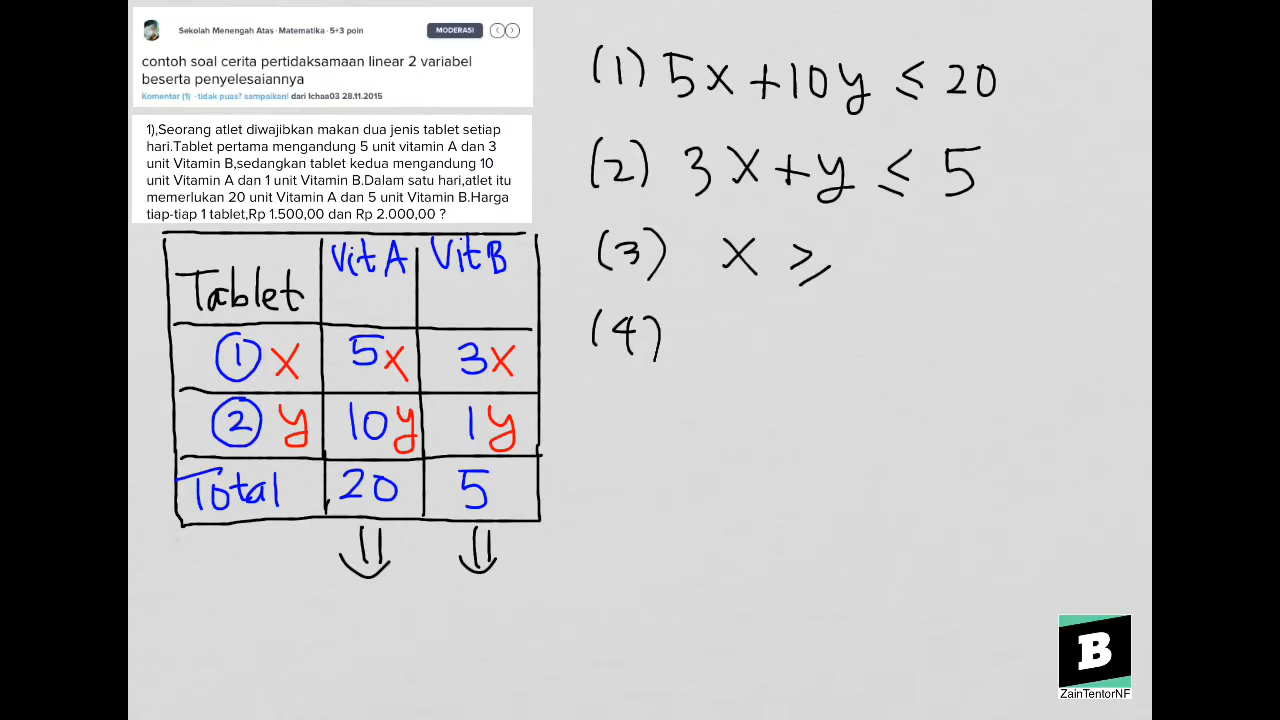 Sekolah Menengah Atas · Matematika · 5+3 poin
MODERASI
contoh soal cerita pertidaksamaan linear 2 variabel
beserta penyelesaiannya
Komentar (1) · tidak puas? sampaikan! dari Ichaa03 28.11.2015
1),Seorang atlet diwajibkan makan dua jenis tablet setiap
hari.Tablet pertama mengandung 5 unit vitamin A dan 3
unit Vitamin B,sedangkan tablet kedua mengandung 10
unit Vitamin A dan 1 unit Vitamin B.Dalam satu hari,atlet itu
memerlukan 20 unit Vitamin A dan 5 unit Vitamin B.Harga
tiap-tiap 1 tablet,Rp 1.500,00 dan Rp 2.000,00 ?
Tablet Vit A Vit B
1 x 5x 3x
2 y 10y 1y
Total 20 5
(1) 5x+10y ≤ 20
(2) 3x+y ≤ 5
(3) x ≥
(4)
B
ZainTentorNF